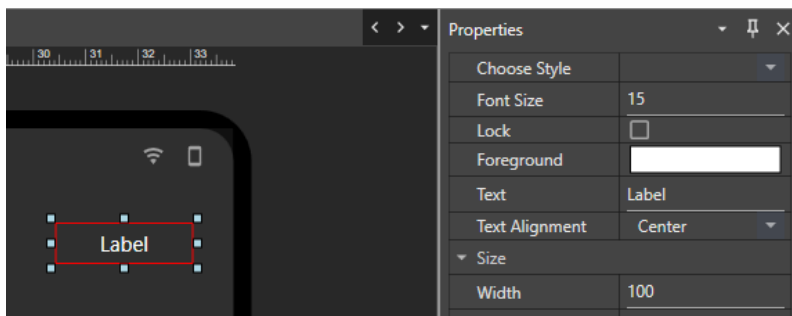 Properties
30 31 32 33
Choose Style
Font Size 15
Lock
Foreground
Text Label
Text Alignment Center
Size
Width 100
Label